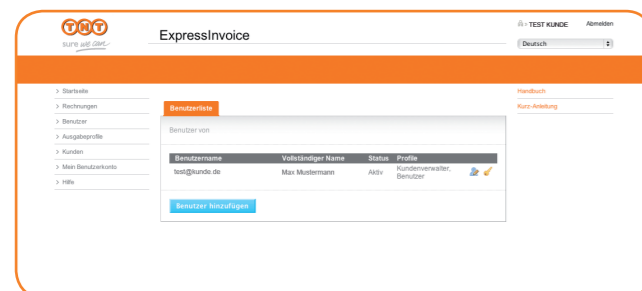 TNT
sure we can
ExpressInvoice
> TEST KUNDE Abmelden
Deutsch
> Startseite
> Rechnungen
> Benutzer
> Ausgabeprofile
> Kunden
> Mein Benutzerkonto
> Hilfe
Benutzerliste
Benutzer von
Benutzername Vollständiger Name Status Profile
test@kunde.de Max Mustermann Aktiv Kundenverwalter,
Benutzer
Benutzer hinzufügen
Handbuch
Kurz-Anleitung